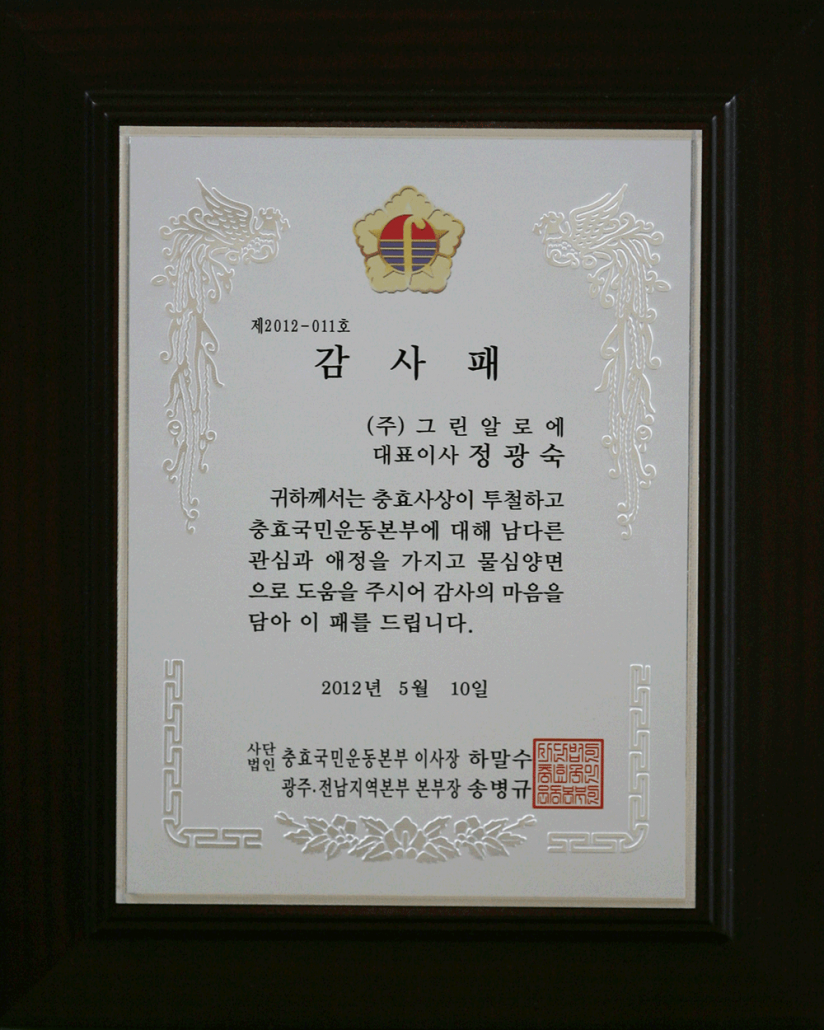 제2012-011호
감 사 패
(주) 그 린 알 로 에
대표이사 정 광 숙
귀하께서는 충효사상이 투철하고
충효국민운동본부에 대해 남다른
관심과 애정을 가지고 물심양면
으로 도움을 주시어 감사의 마음을
담아 이 패를 드립니다.
2012년 5월 10일
사단법인 충효국민운동본부 이사장 하말수
광주·전남지역본부 본부장 송병규